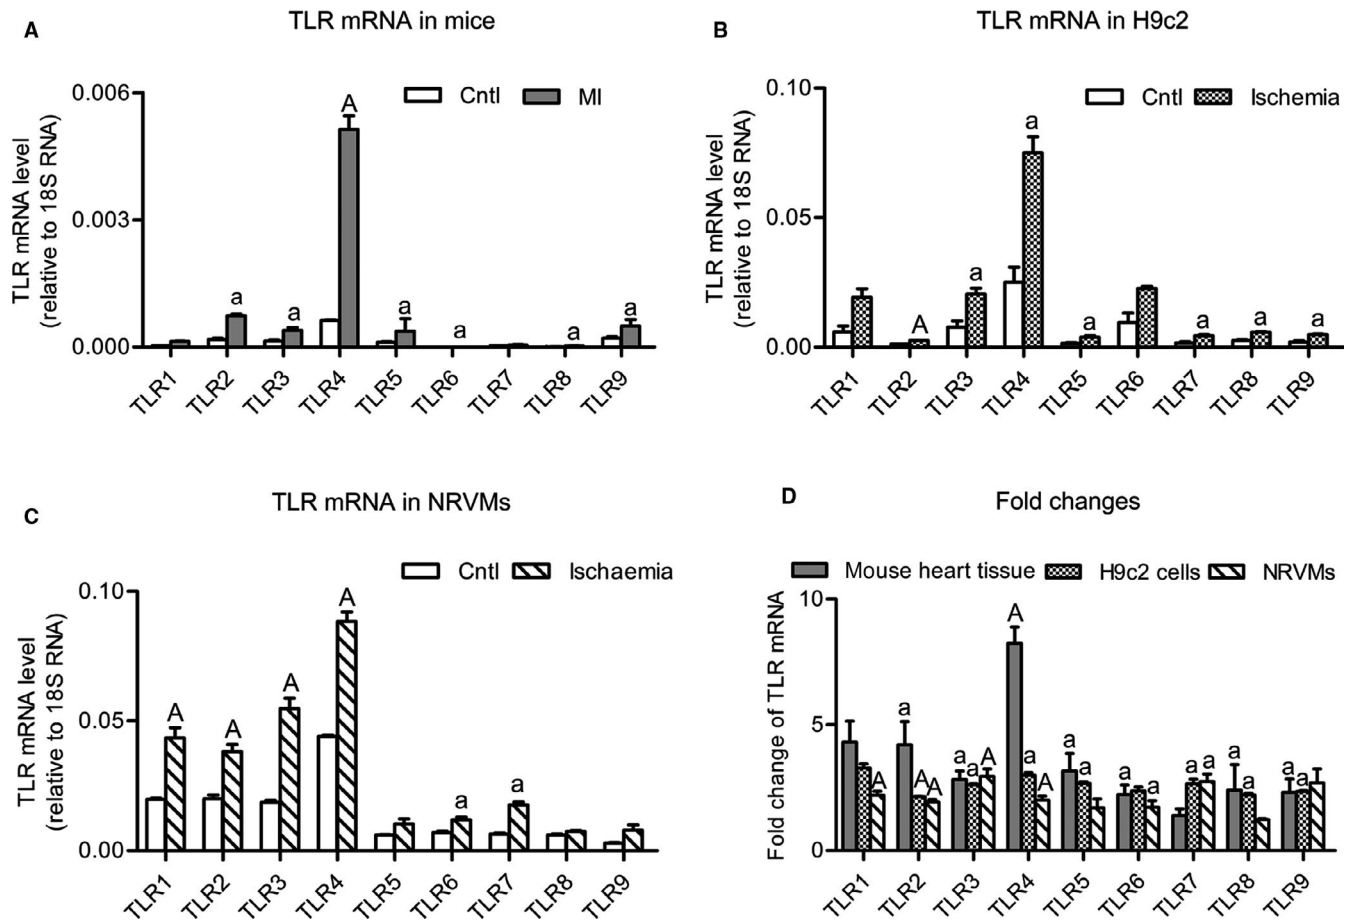 A
TLR mRNA in mice
Cntl MI
TLR mRNA level
(relative to 18S RNA)
0.006
0.003
0.000
a a A a a a a
TLR1 TLR2 TLR3 TLR4 TLR5 TLR6 TLR7 TLR8 TLR9
B
TLR mRNA in H9c2
Cntl Ischemia
TLR mRNA level
(relative to 18S RNA)
0.10
0.05
0.00
A a a a a a a
TLR1 TLR2 TLR3 TLR4 TLR5 TLR6 TLR7 TLR8 TLR9
C
TLR mRNA in NRVMs
Cntl Ischaemia
TLR mRNA level
(relative to 18S RNA)
0.10
0.05
0.00
A A A A a a
TLR1 TLR2 TLR3 TLR4 TLR5 TLR6 TLR7 TLR8 TLR9
D
Fold changes
Mouse heart tissue H9c2 cells NRVMs
Fold change of TLR mRNA
10
5
0
A a A A a a A A a A a a a a a a a a a a
TLR1 TLR2 TLR3 TLR4 TLR5 TLR6 TLR7 TLR8 TLR9